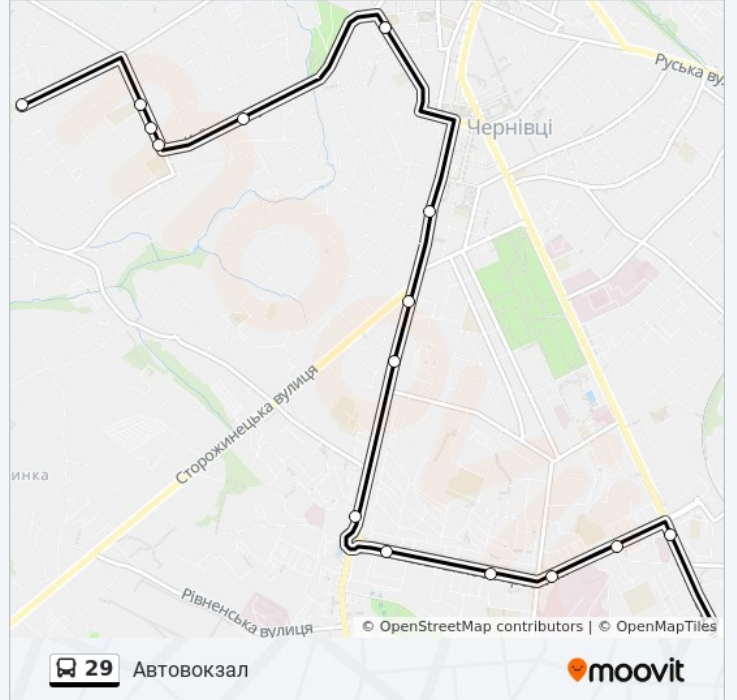 Руська ву.
Чернівці
Сторожинецька вулиця
инка
Рівненська вулиця
© OpenStreetMap contributors | © OpenMapTiles
29 Автовокзал
moovit